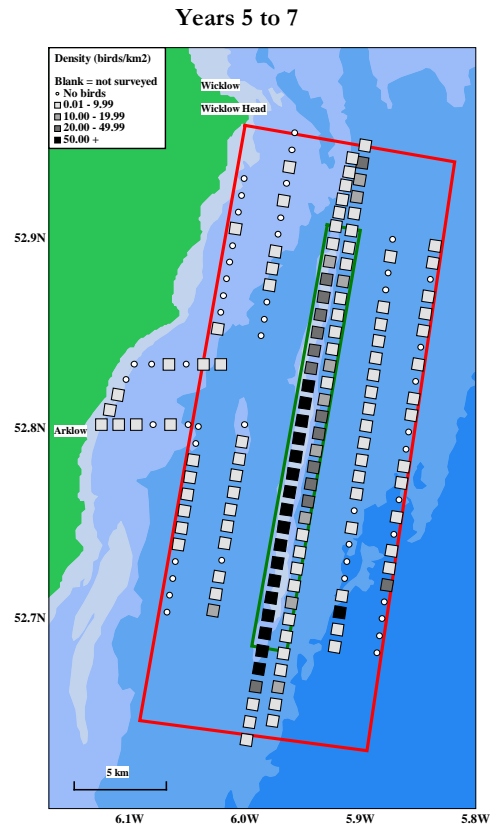 Years 5 to 7
Density (birds/km2)
Blank = not surveyed
No birds
0.01 - 9.99
10.00 - 19.99
20.00 - 49.99
50.00 +
Wicklow
Wicklow Head
52.9N
52.8N
Arklow
52.7N
5 km
6.1W 6.0W 5.9W 5.8W